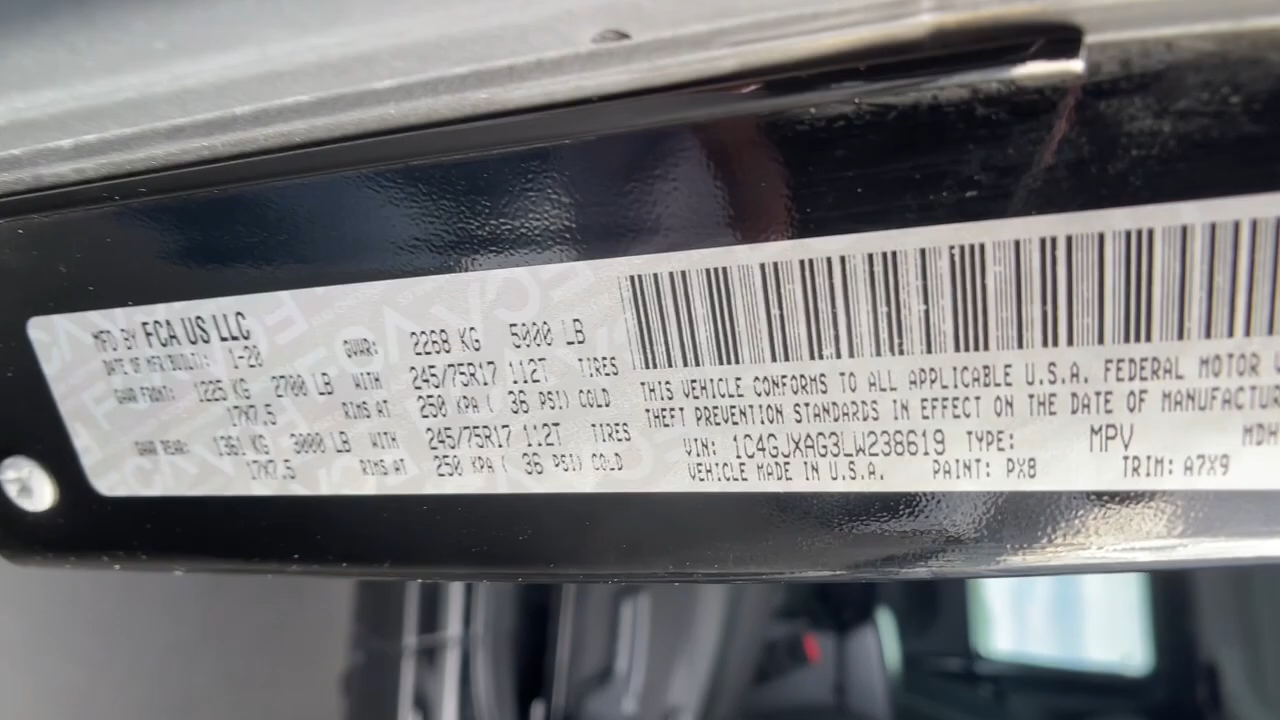 MFD BY FCA US LLC
DATE OF MFR(BUILT): 1-20 GVWR: 2268 KG 5000 LB
GAWR FRONT: 1225 KG 2700 LB WITH 245/75R17 112T TIRES
17X7.5 RIMS AT 250 KPA ( 36 PSI) COLD
GAWR REAR: 1361 KG 3000 LB WITH 245/75R17 112T TIRES
17X7.5 RIMS AT 250 KPA ( 36 PSI) COLD
THIS VEHICLE CONFORMS TO ALL APPLICABLE U.S.A. FEDERAL MOTOR
THEFT PREVENTION STANDARDS IN EFFECT ON THE DATE OF MANUFACTUR
VIN: 1C4GJXAG3LW238619 TYPE: MPV MDH
VEHICLE MADE IN U.S.A. PAINT: PX8 TRIM: A7X9